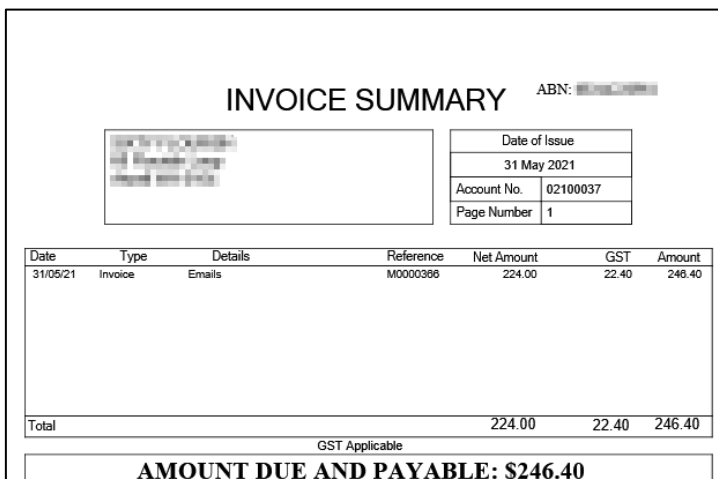 INVOICE SUMMARY
ABN:
Date of Issue
31 May 2021
Account No. 02100037
Page Number 1
Date Type Details Reference Net Amount GST Amount
31/05/21 Invoice Emails M0000366 224.00 22.40 246.40
Total 224.00 22.40 246.40
GST Applicable
AMOUNT DUE AND PAYABLE: $246.40